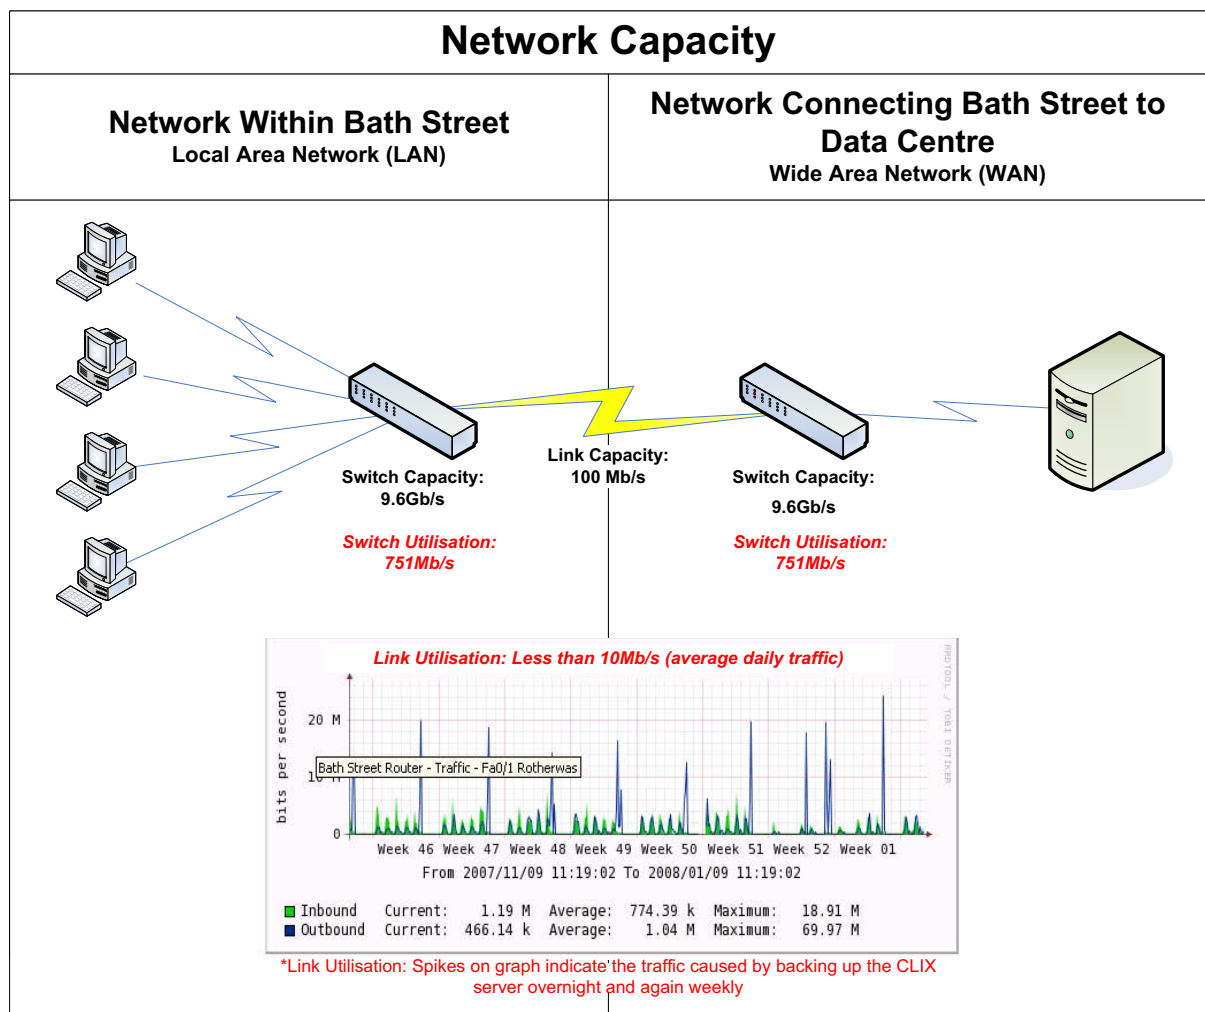 Network Capacity
Network Within Bath Street
Local Area Network (LAN)
Network Connecting Bath Street to
Data Centre
Wide Area Network (WAN)
Switch Capacity:
9.6Gb/s
Switch Utilisation:
751Mb/s
Link Capacity:
100 Mb/s
Switch Capacity:
9.6Gb/s
Switch Utilisation:
751Mb/s
Link Utilisation: Less than 10Mb/s (average daily traffic)
RRDTOOL / TOBI OETIKER
bits per second
20 M
Bath Street Router - Traffic - Fa0/1 Rotherwas
0
Week 46 Week 47 Week 48 Week 49 Week 50 Week 51 Week 52 Week 01
From 2007/11/09 11:19:02 To 2008/01/09 11:19:02
Inbound Current: 1.19 M Average: 774.39 k Maximum: 18.91 M
Outbound Current: 466.14 k Average: 1.04 M Maximum: 69.97 M
*Link Utilisation: Spikes on graph indicate the traffic caused by backing up the CLIX
server overnight and again weekly